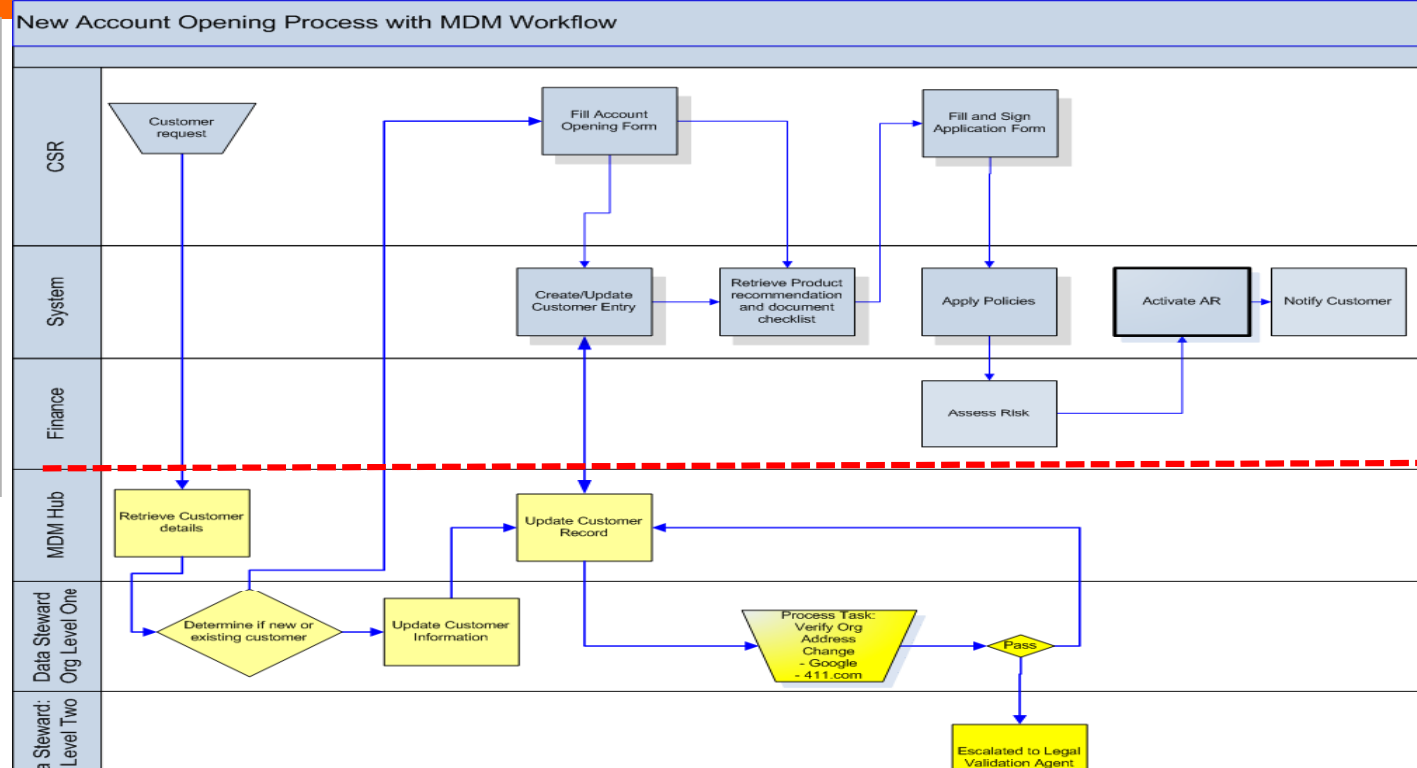 New Account Opening Process with MDM Workflow
CSR
Customer
request
Fill Account
Opening Form
Fill and Sign
Application Form
System
Create/Update
Customer Entry
Retrieve Product
recommendation
and document
checklist
Apply Policies
Activate AR
Notify Customer
Finance
Assess Risk
MDM Hub
Retrieve Customer
details
Update Customer
Record
Data Steward
Org Level One
Determine if new or
existing customer
Update Customer
Information
Process Task:
Verify Org
Address
Change
- Google
- 411.com
Pass
a Steward:
Level Two
Escalated to Legal
Validation Agent